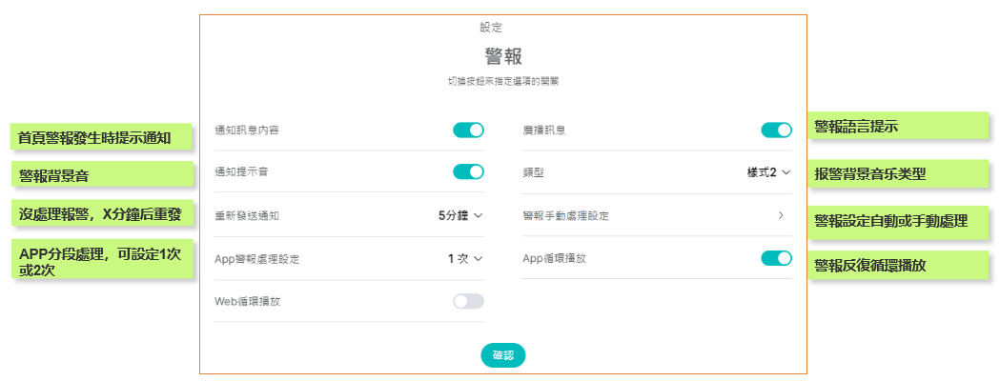 設定
警報
切換按鈕來指定選項的開關
首頁警報發生時提示通知
通知訊息内容
廣播訊息
警報語言提示
警報背景音
通知提示音
類型
樣式2
报警背景音乐类型
沒處理報警，X分鐘后重發
重新發送通知
5分鐘
警報手動處理設定
警報設定自動或手動處理
APP分段處理，可設定1次
或2次
App警報處理設定
1 次
App循環播放
警報反復循環播放
Web循環播放
確認